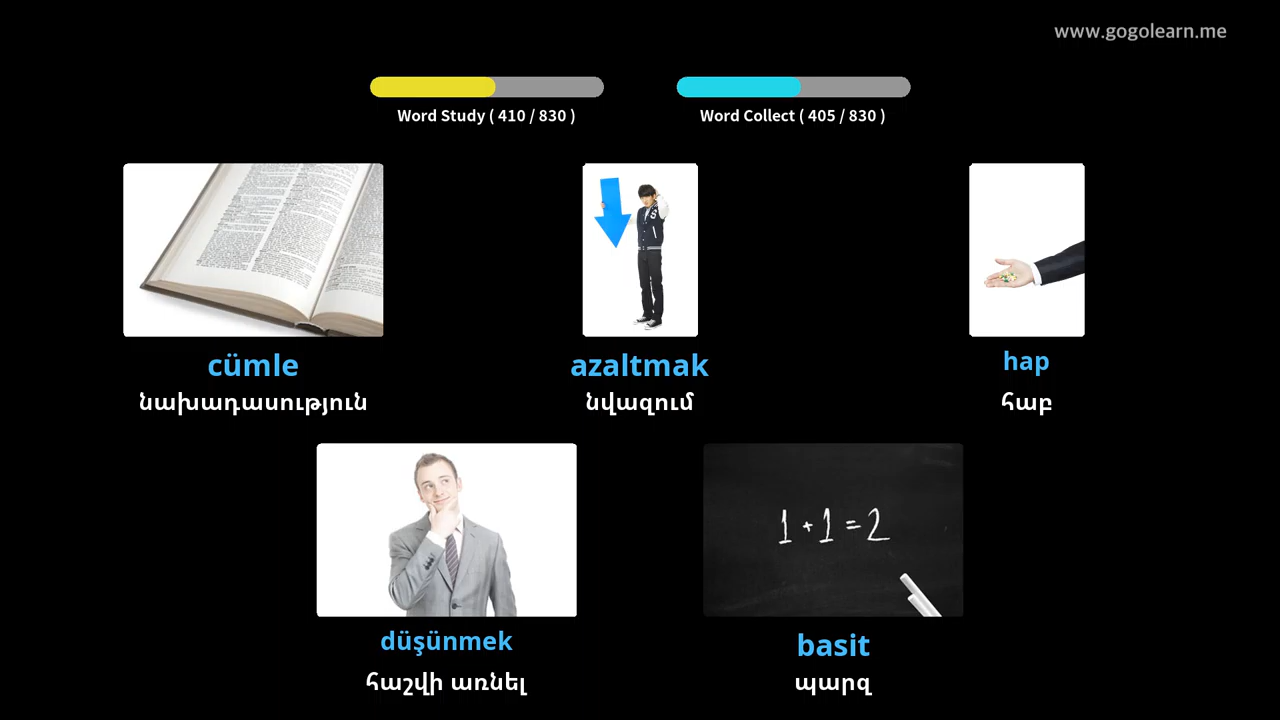 www.gogolearn.me
Word Study ( 410 / 830 )
Word Collect ( 405 / 830 )
cümle
նախադասություն
azaltmak
նվազում
hap
հաբ
1 + 1 = 2
düşünmek
հաշվի առնել
basit
պարզ